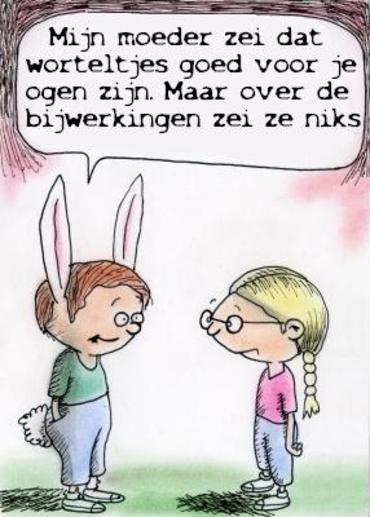 Mijn moeder zei dat
worteltjes goed voor je
ogen zijn. Maar over de
bijwerkingen zei ze niks